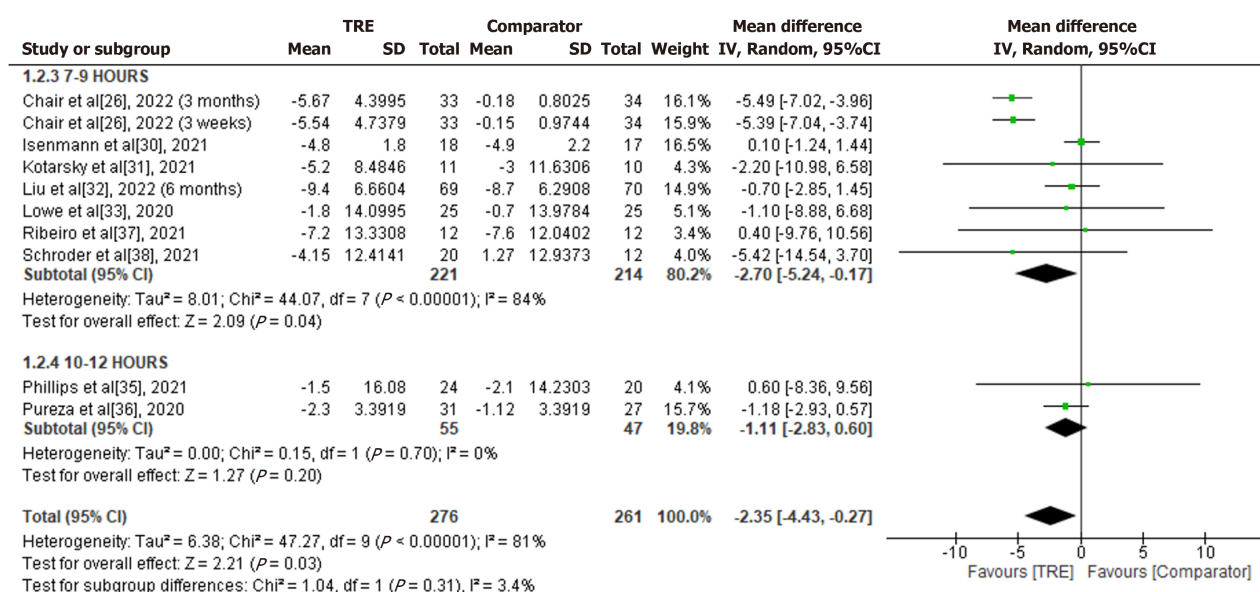 TRE Comparator Mean difference Mean difference
Study or subgroup Mean SD Total Mean SD Total Weight IV, Random, 95%CI IV, Random, 95%CI
1.2.3 7-9 HOURS
Chair et al[26], 2022 (3 months) -5.67 4.3995 33 -0.18 0.8025 34 16.1% -5.49 [-7.02, -3.96]
Chair et al[26], 2022 (3 weeks) -5.54 4.7379 33 -0.15 0.9744 34 15.9% -5.39 [-7.04, -3.74]
Isenmann et al[30], 2021 -4.8 1.8 18 -4.9 2.2 17 16.5% 0.10 [-1.24, 1.44]
Kotarsky et al[31], 2021 -5.2 8.4846 11 -3 11.6306 10 4.3% -2.20 [-10.98, 6.58]
Liu et al[32], 2022 (6 months) -9.4 6.6604 69 -8.7 6.2908 70 14.9% -0.70 [-2.85, 1.45]
Lowe et al[33], 2020 -1.8 14.0995 25 -0.7 13.9784 25 5.1% -1.10 [-8.88, 6.68]
Ribeiro et al[37], 2021 -7.2 13.3308 12 -7.6 12.0402 12 3.4% 0.40 [-9.76, 10.56]
Schroder et al[38], 2021 -4.15 12.4141 20 1.27 12.9373 12 4.0% -5.42 [-14.54, 3.70]
Subtotal (95% CI) 221 214 80.2% -2.70 [-5.24, -0.17]
Heterogeneity: Tau² = 8.01; Chi² = 44.07, df = 7 (P < 0.00001); I² = 84%
Test for overall effect: Z = 2.09 (P = 0.04)
1.2.4 10-12 HOURS
Phillips et al[35], 2021 -1.5 16.08 24 -2.1 14.2303 20 4.1% 0.60 [-8.36, 9.56]
Pureza et al[36], 2020 -2.3 3.3919 31 -1.12 3.3919 27 15.7% -1.18 [-2.93, 0.57]
Subtotal (95% CI) 55 47 19.8% -1.11 [-2.83, 0.60]
Heterogeneity: Tau² = 0.00; Chi² = 0.15, df = 1 (P = 0.70); I² = 0%
Test for overall effect: Z = 1.27 (P = 0.20)
Total (95% CI) 276 261 100.0% -2.35 [-4.43, -0.27]
Heterogeneity: Tau² = 6.38; Chi² = 47.27, df = 9 (P < 0.00001); I² = 81%
Test for overall effect: Z = 2.21 (P = 0.03)
Test for subgroup differences: Chi² = 1.04, df = 1 (P = 0.31), I² = 3.4%
-10 -5 0 5 10
Favours [TRE] Favours [Comparator]